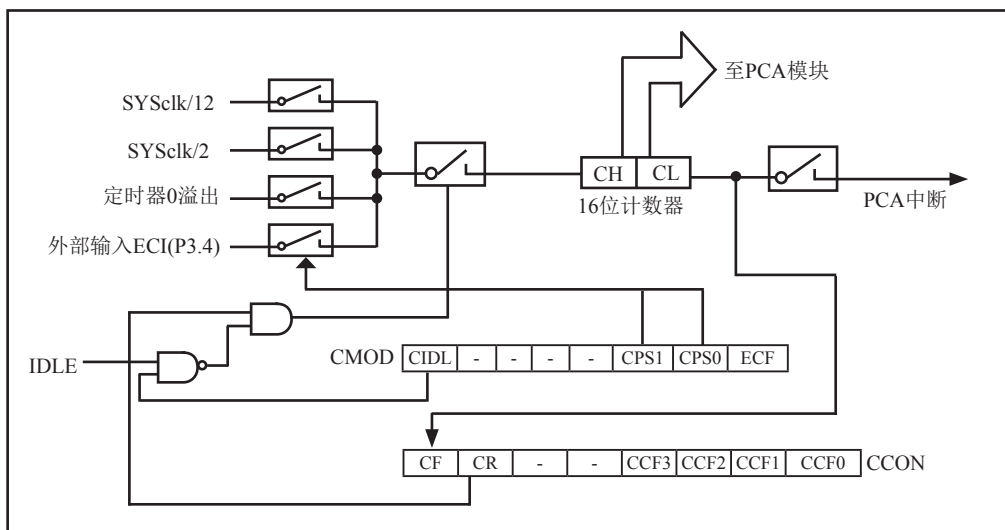 至PCA模块
SYSclk/12
SYSclk/2
定时器0溢出
外部输入ECI(P3.4)
CH CL
16位计数器
PCA中断
IDLE
CMOD CIDL - - - - CPS1 CPS0 ECF
CF CR - - CCF3 CCF2 CCF1 CCF0 CCON